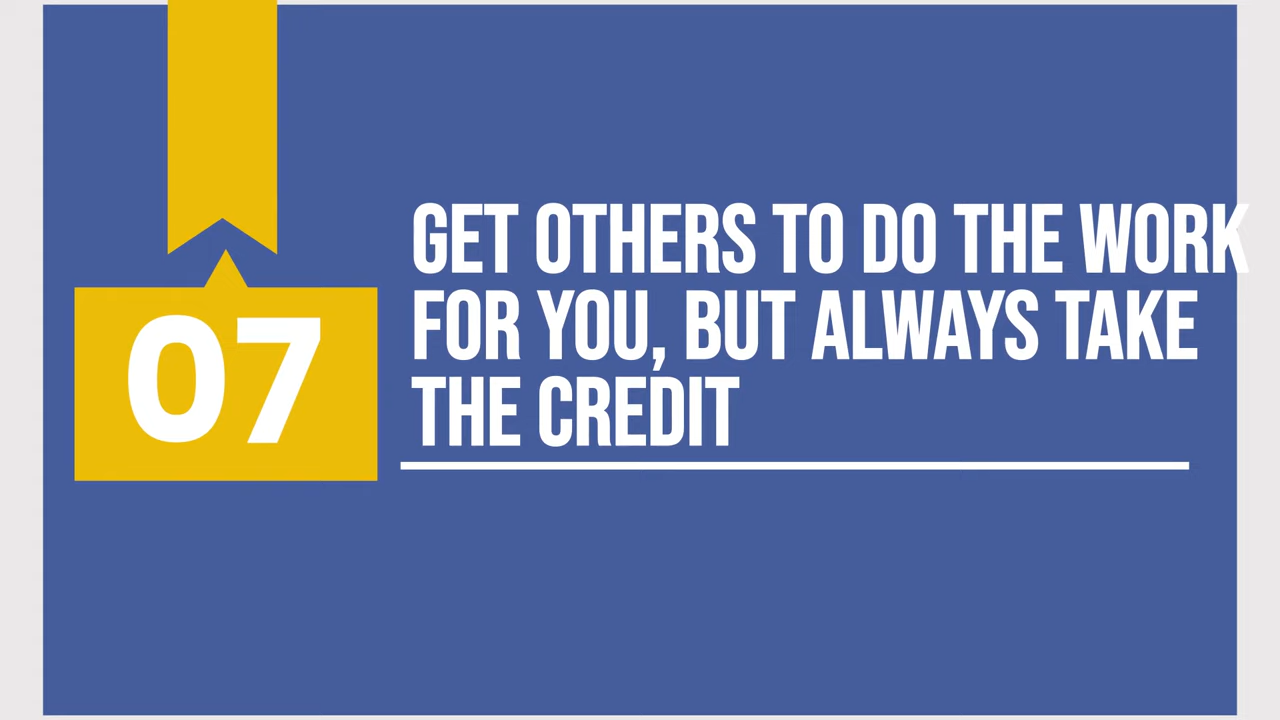 07
GET OTHERS TO DO THE WORK
FOR YOU, BUT ALWAYS TAKE
THE CREDIT